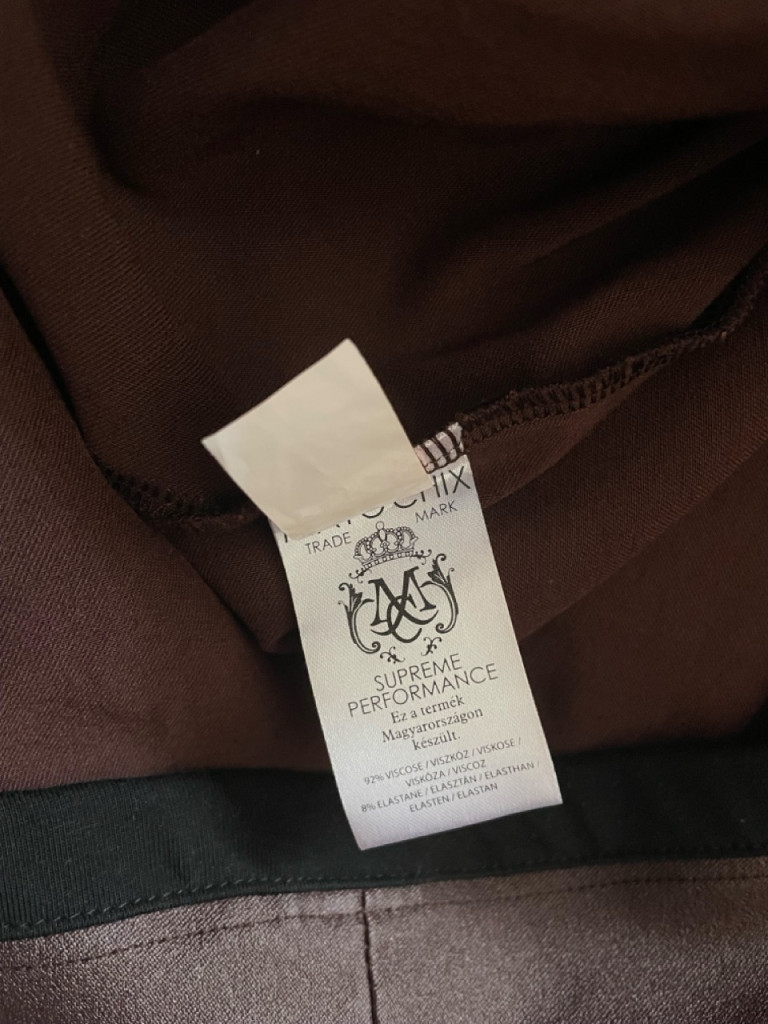 TRADE MARK
SUPREME
PERFORMANCE
Ez a termék
Magyarországon
készült.
92% VISCOSE / VISZKÓZ / VISKOSE /
VISKÓZA / VISCOZ
8% ELASTANE / ELASZTÁN / ELASTHAN /
ELASTEN / ELASTAN